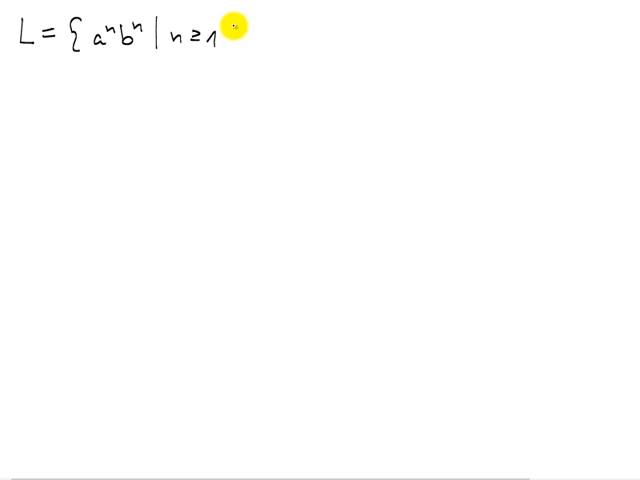 L = { aⁿbⁿ | n ≥ 1